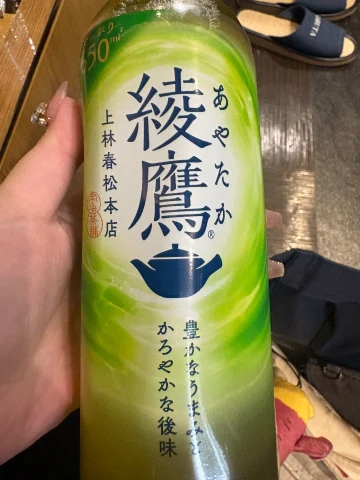 650ml
あやたか
綾鷹®
上林春松本店
豊かなうまみと
かろやかな後味